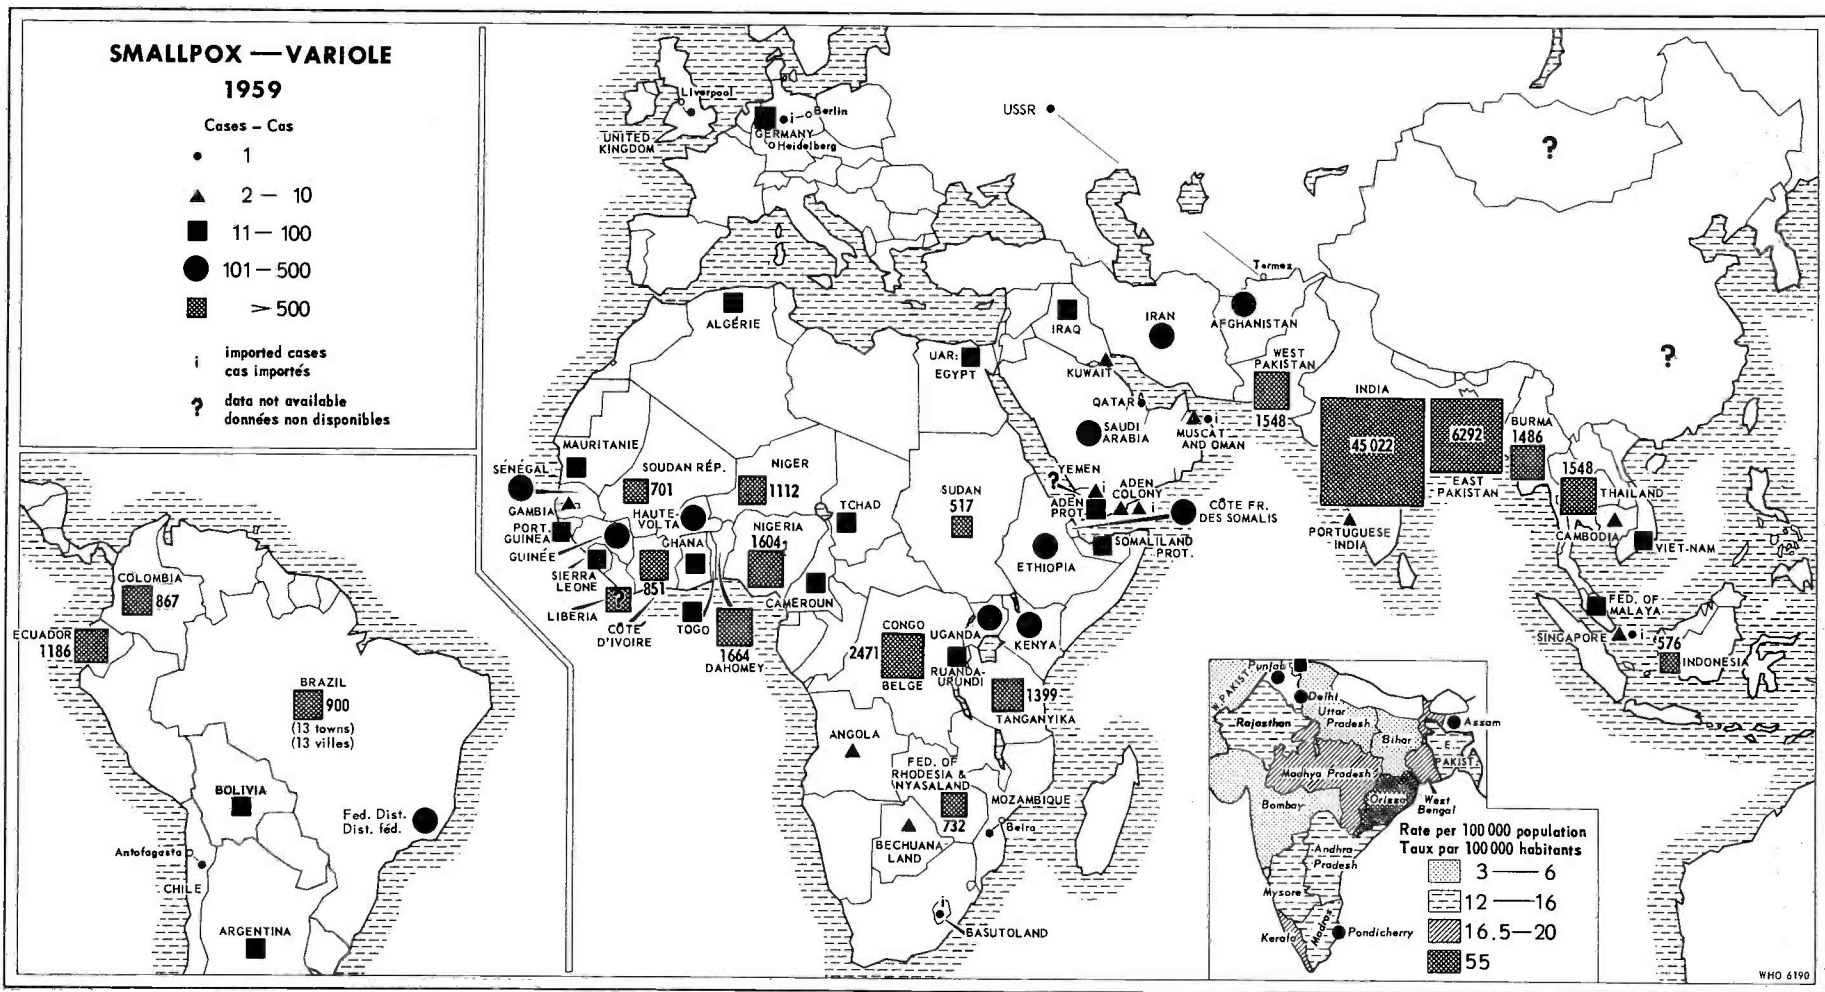 SMALLPOX — VARIOLE
1959
Cases – Cas
1
2 — 10
11 — 100
101 — 500
> 500
i imported cases
cas importés
? data not available
données non disponibles
COLOMBIA
867
ECUADOR
1186
BRAZIL
900
(13 towns)
(13 villes)
BOLIVIA
Fed. Dist.
Dist. féd.
Antofagasta
CHILE
ARGENTINA
Liverpool
UNITED
KINGDOM
i
Berlin
GERMANY
Heidelberg
USSR
Termez
?
?
ALGÉRIE
UAR:
EGYPT
IRAQ
KUWAIT
IRAN
AFGHANISTAN
WEST
PAKISTAN
1548
QATAR
SAUDI
ARABIA
i
MUSCAT
AND OMAN
INDIA
45 022
6292
EAST
PAKISTAN
BURMA
1486
1548
THAILAND
CAMBODIA
VIET-NAM
PORTUGUESE
INDIA
FED. OF
MALAYA
SINGAPORE
i
576
INDONESIA
MAURITANIE
SÉNÉGAL
GAMBIA
PORT.
GUINEA
GUINÉE
SIERRA
LEONE
LIBERIA
?
SOUDAN RÉP.
701
HAUTE-
VOLTA
GHANA
851
CÔTE
D'IVOIRE
TOGO
NIGER
1112
NIGERIA
1604
1664
DAHOMEY
CAMEROUN
TCHAD
SUDAN
517
YEMEN
?
i
ADEN
COLONY
i
ADEN
PROT.
CÔTE FR.
DES SOMALIS
SOMALILAND
PROT.
ETHIOPIA
CONGO
2471
BELGE
UGANDA
KENYA
RUANDA-
URUNDI
1399
TANGANYIKA
ANGOLA
FED. OF
RHODESIA &
NYASALAND
732
MOZAMBIQUE
Beira
BECHUANA-
LAND
i
BASUTOLAND
Punjab
W. PAKIST.
Delhi
Rajasthan
Uttar
Pradesh
Bihar
Assam
E.
PAKIST.
Madhya Pradesh
Bombay
Orissa
West
Bengal
Andhra
Pradesh
Mysore
Kerala
Madras
Pondicherry
Rate per 100 000 population
Taux par 100 000 habitants
3 — 6
12 — 16
16.5 — 20
55
WHO 6190